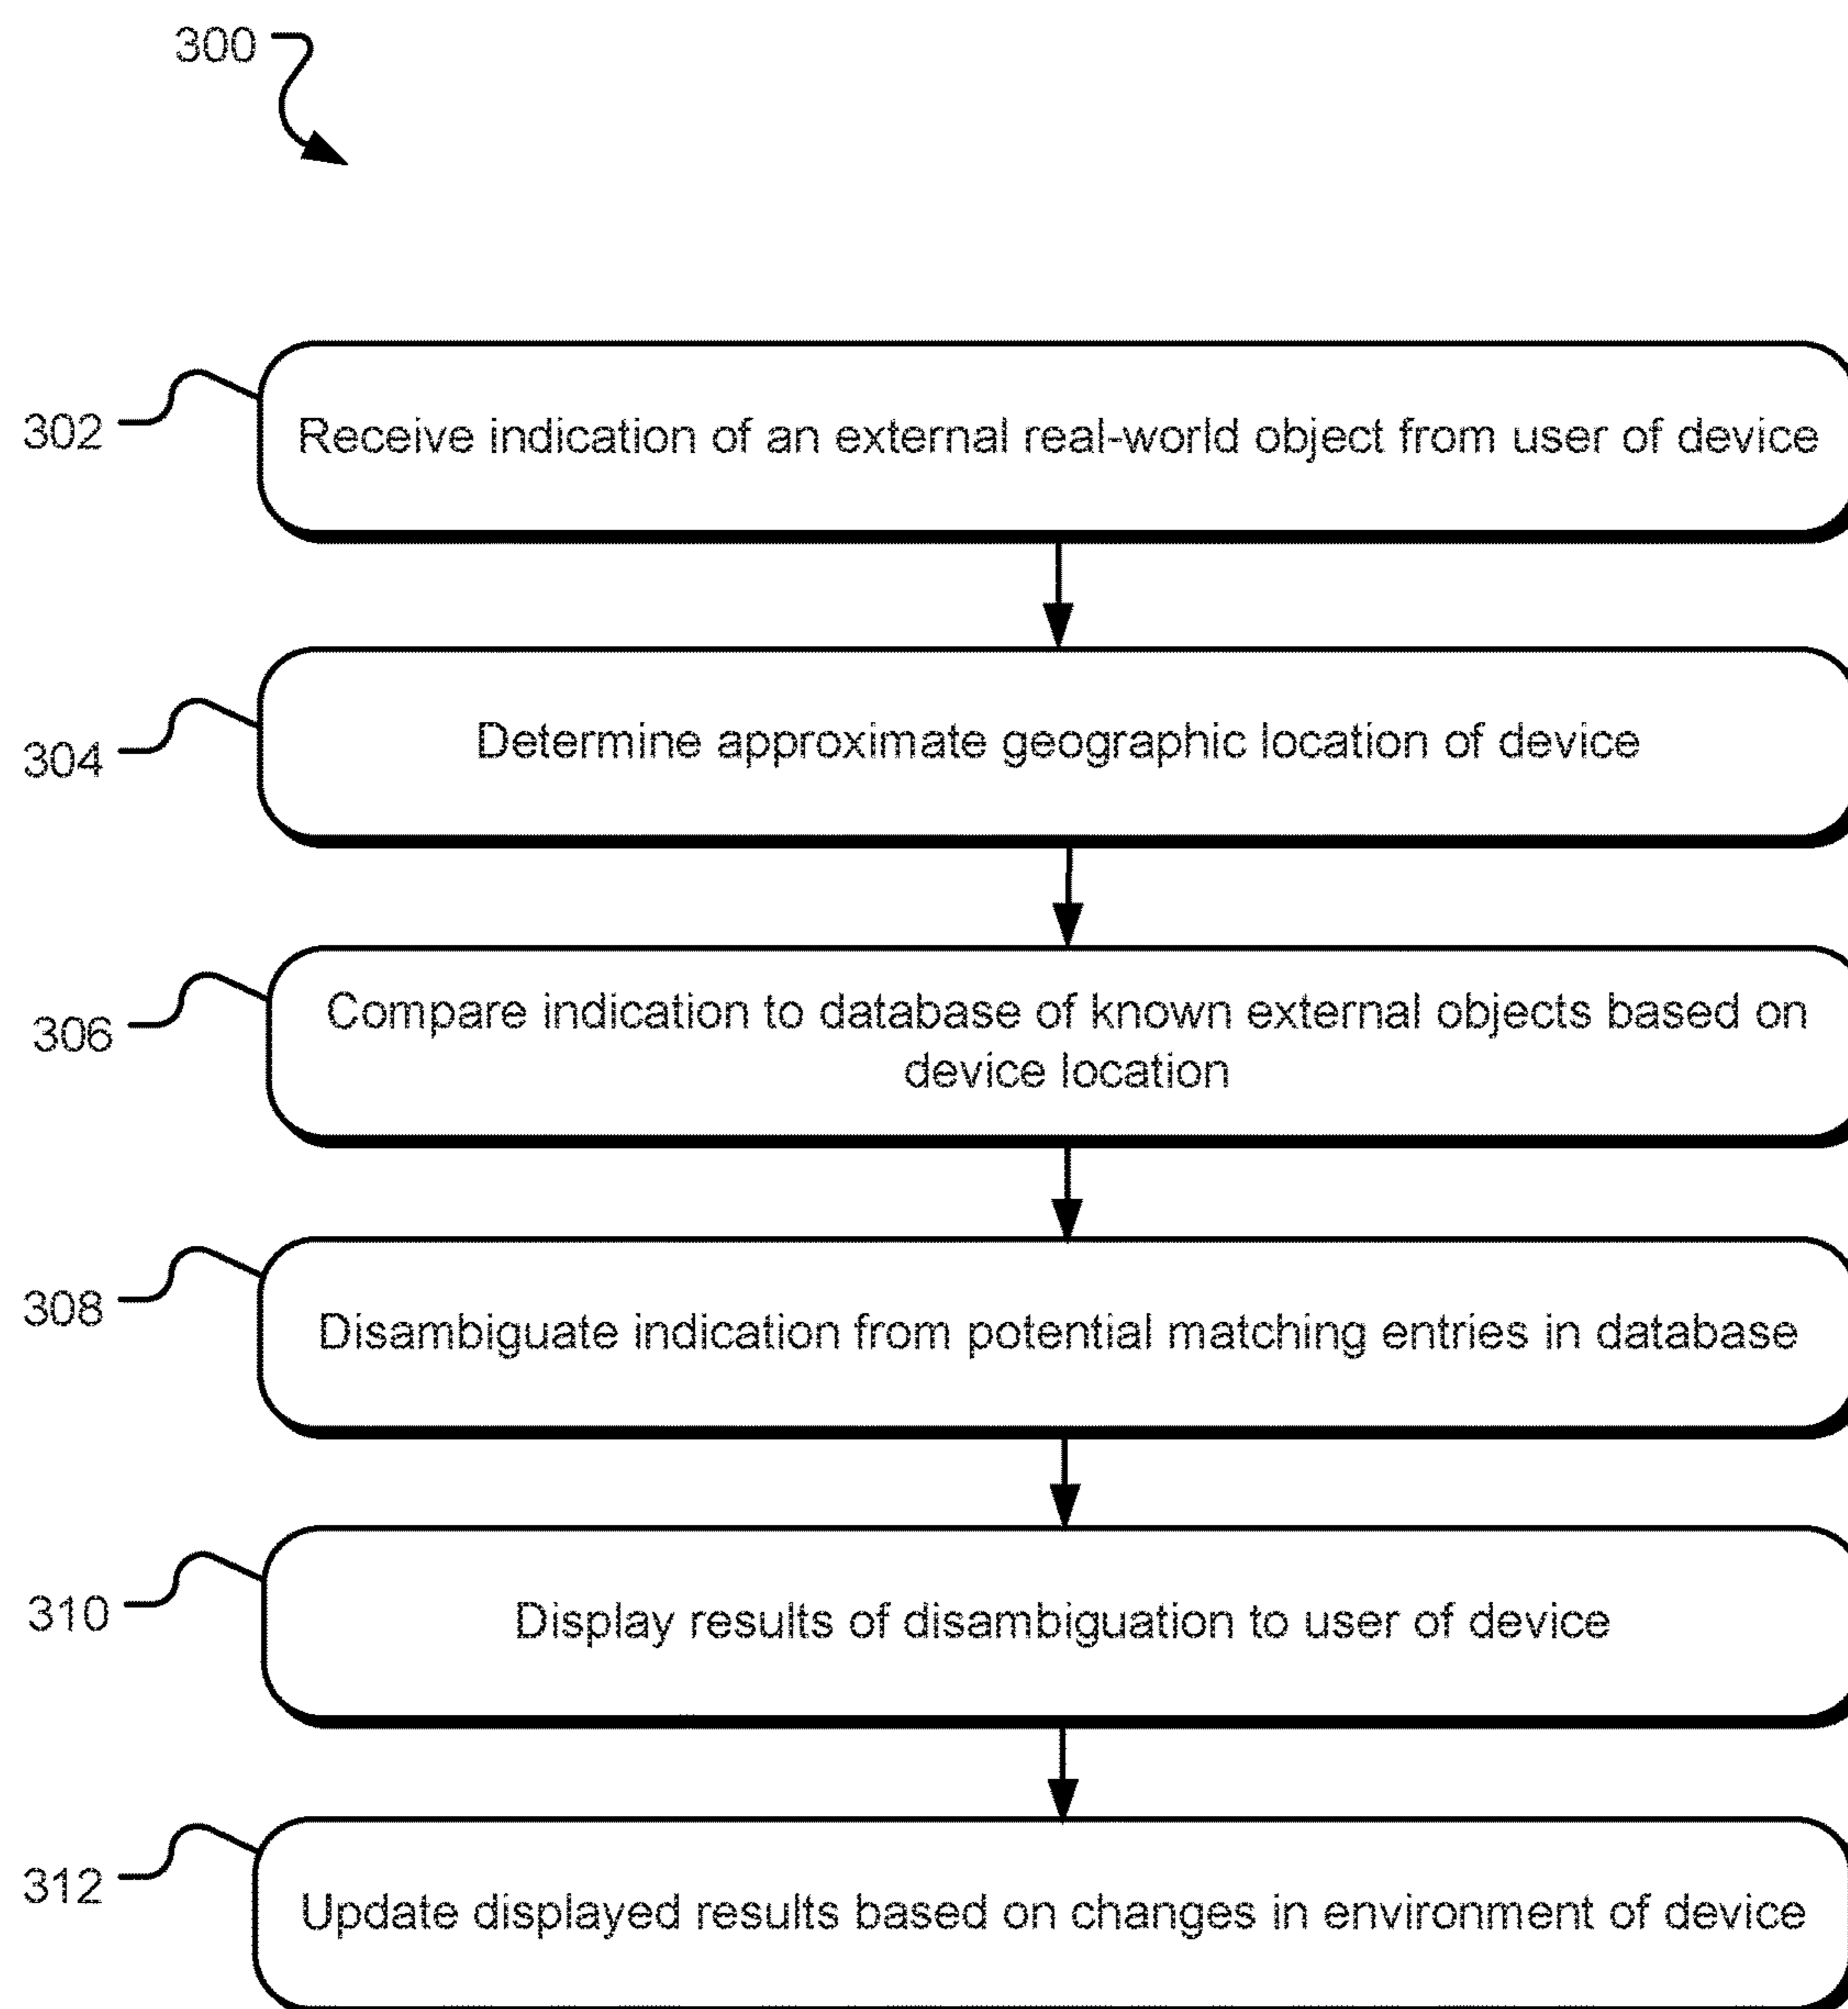 300
302
Receive indication of an external real-world object from user of device
304
Determine approximate geographic location of device
306
Compare indication to database of known external objects based on
device location
308
Disambiguate indication from potential matching entries in database
310
Display results of disambiguation to user of device
312
Update displayed results based on changes in environment of device